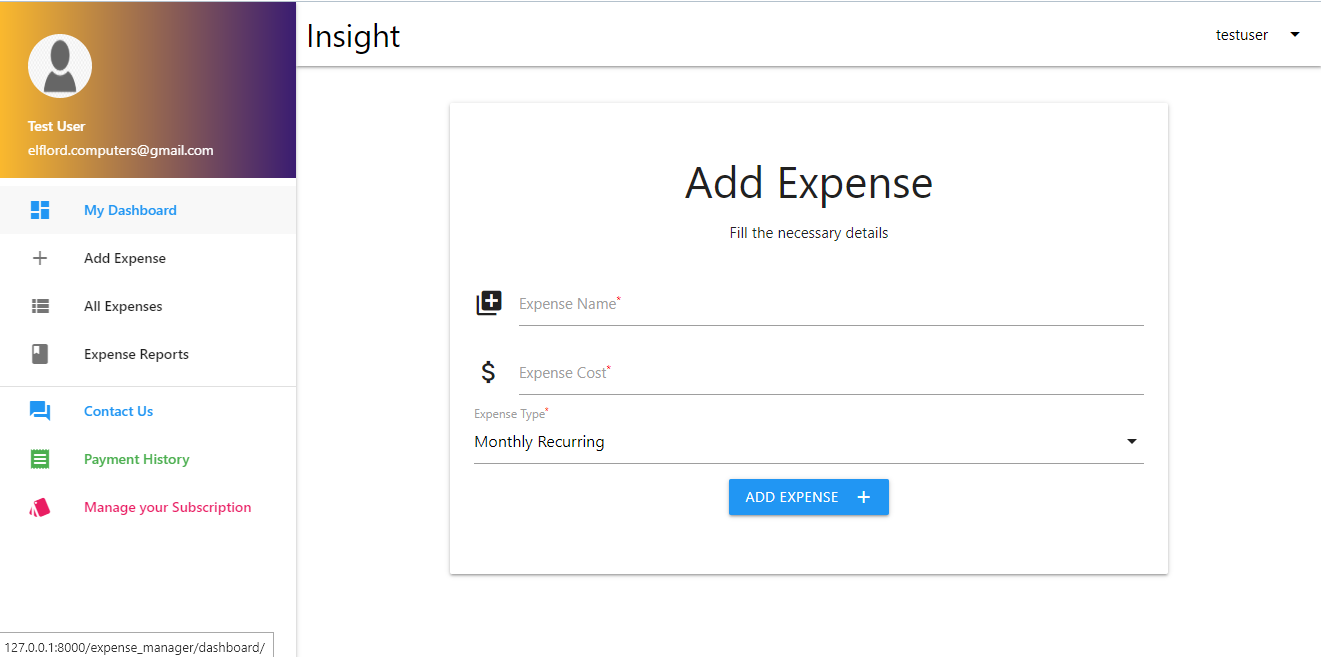 Insight
testuser
Test User
elflord.computers@gmail.com
My Dashboard
Add Expense
All Expenses
Expense Reports
Contact Us
Payment History
Manage your Subscription
Add Expense
Fill the necessary details
Expense Name*
Expense Cost*
Expense Type*
Monthly Recurring
ADD EXPENSE
127.0.0.1:8000/expense_manager/dashboard/